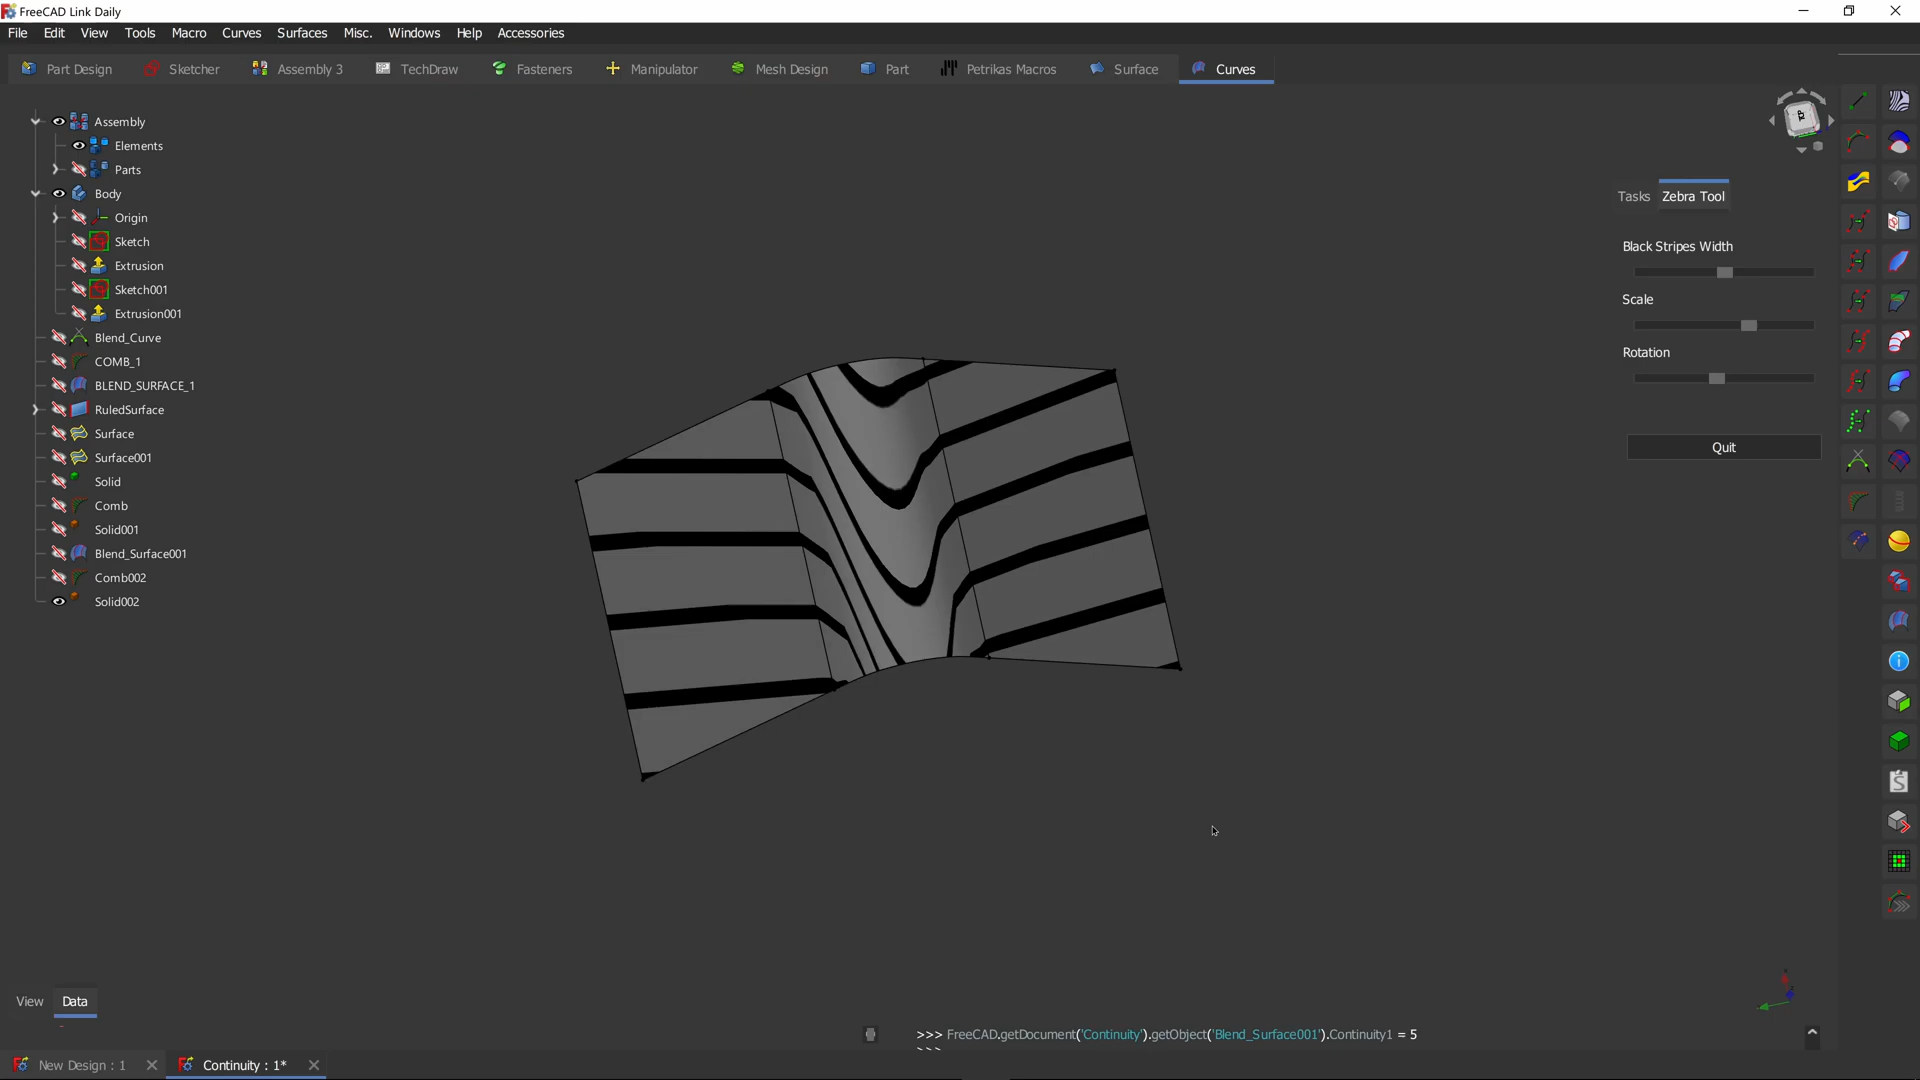 FreeCAD Link Daily
File Edit View Tools Macro Curves Surfaces Misc. Windows Help Accessories
Part Design Sketcher Assembly 3 TechDraw Fasteners Manipulator Mesh Design Part Petrikas Macros Surface Curves
Assembly
Elements
Parts
Body
Origin
Sketch
Extrusion
Sketch001
Extrusion001
Blend_Curve
COMB_1
BLEND_SURFACE_1
RuledSurface
Surface
Surface001
Solid
Comb
Solid001
Blend_Surface001
Comb002
Solid002
TOP
Tasks Zebra Tool
Black Stripes Width
Scale
Rotation
Quit
View Data
>>> FreeCAD.getDocument('Continuity').getObject('Blend_Surface001').Continuity1 = 5
>>>
New Design : 1 Continuity : 1*